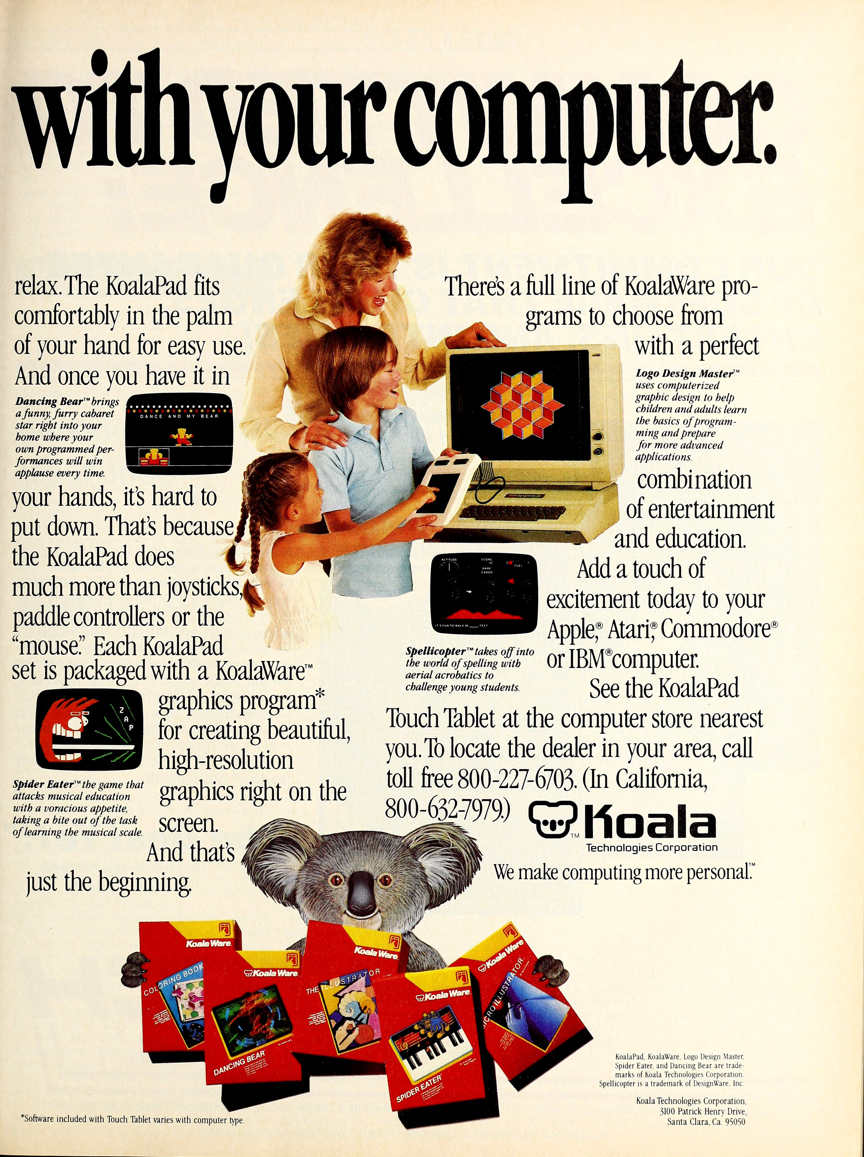 with your computer.
relax. The KoalaPad fits
comfortably in the palm
of your hand for easy use.
And once you have it in
Dancing Bear™ brings
a funny, furry cabaret
star right into your
home where your
own programmed per-
formances will win
applause every time.
DANCE AND MY BEAR
your hands, it's hard to
put down. That's because
the KoalaPad does
much more than joysticks,
paddle controllers or the
“mouse.” Each KoalaPad
set is packaged with a KoalaWare™
graphics program*
for creating beautiful,
high-resolution
graphics right on the
screen.
And that's
just the beginning.
ZAP
Spider Eater™ the game that
attacks musical education
with a voracious appetite,
taking a bite out of the task
of learning the musical scale.
There's a full line of KoalaWare pro-
grams to choose from
with a perfect
Logo Design Master™
uses computerized
graphic design to help
children and adults learn
the basics of program-
ming and prepare
for more advanced
applications.
combination
of entertainment
and education.
Add a touch of
excitement today to your
Apple,® Atari,® Commodore®
or IBM® computer.
See the KoalaPad
Touch Tablet at the computer store nearest
you. To locate the dealer in your area, call
toll free 800-227-6703. (In California,
800-632-7979.)
ALTITUDE
FUEL
Spellicopter™ takes off into
the world of spelling with
aerial acrobatics to
challenge young students.
Koala
TM
Technologies Corporation
We make computing more personal.™
KoalaWare
COLORING BOOK
KoalaWare
DANCING BEAR
KoalaWare
THE ILLUSTRATOR
KoalaWare
SPIDER EATER
KoalaWare
MICROILLUSTRATOR
KoalaPad, KoalaWare, Logo Design Master,
Spider Eater, and Dancing Bear are trade-
marks of Koala Technologies Corporation.
Spellicopter is a trademark of DesignWare, Inc.
Koala Technologies Corporation,
3100 Patrick Henry Drive,
Santa Clara, Ca. 95050
*Software included with Touch Tablet varies with computer type.